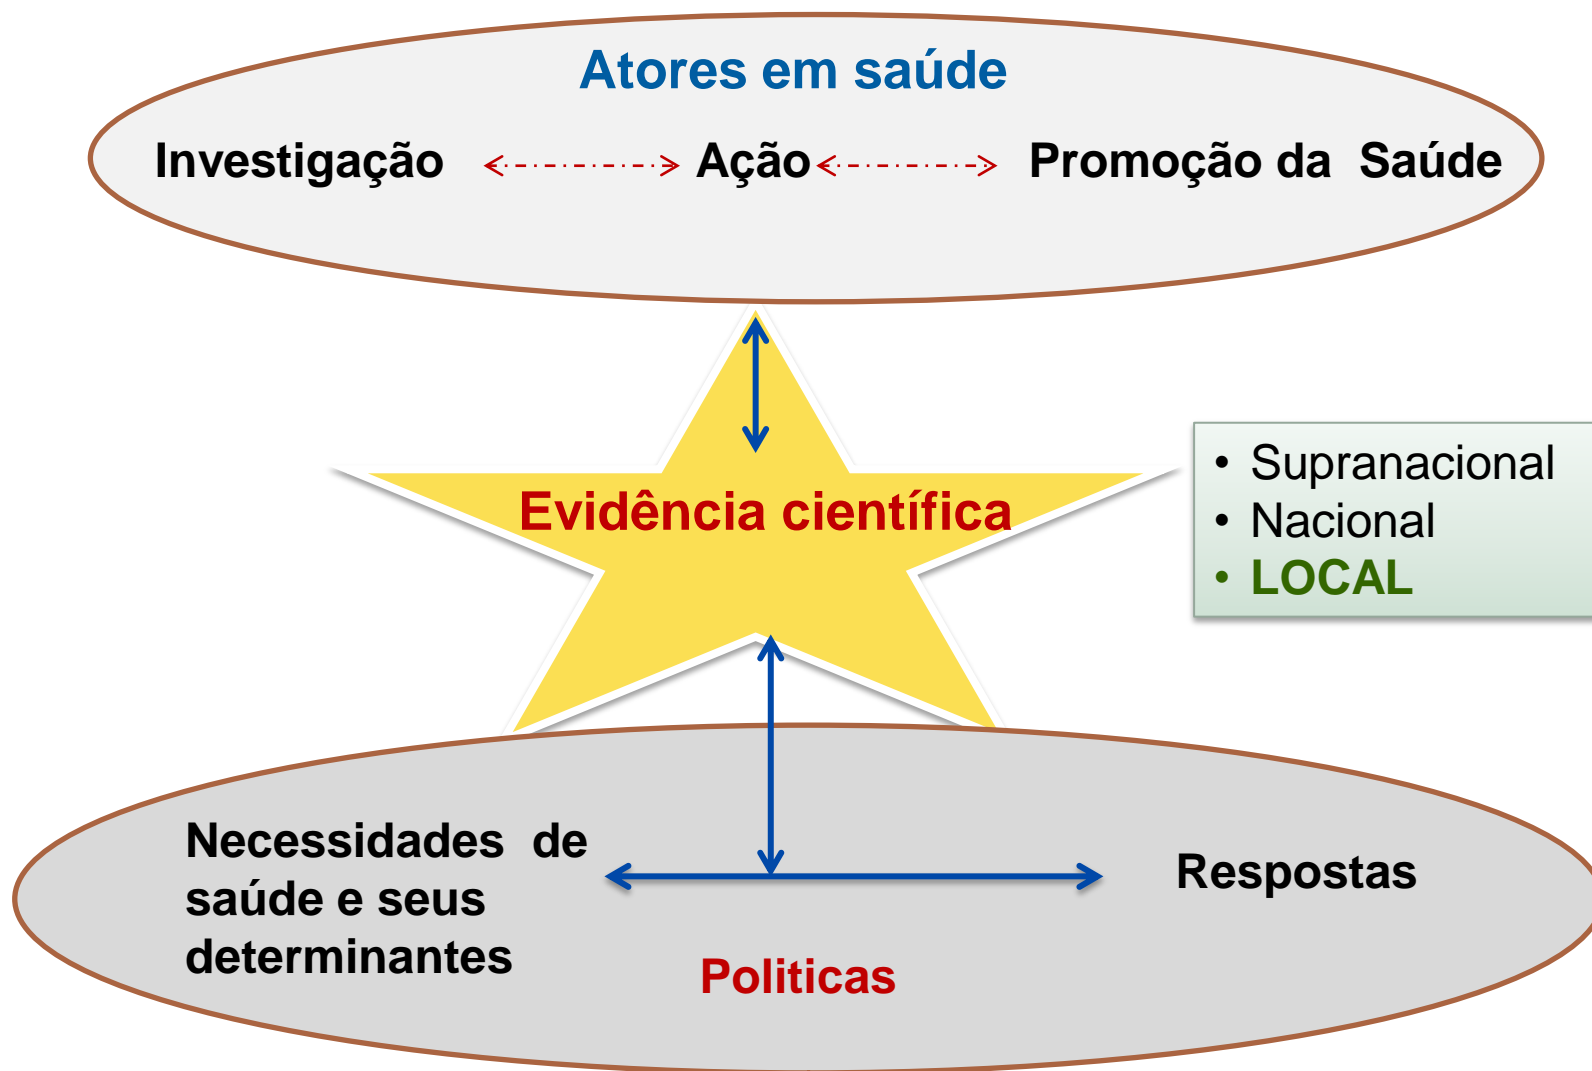 Atores em saúde
Investigação Ação Promoção da Saúde
Evidência científica
• Supranacional
• Nacional
• LOCAL
Necessidades de
saúde e seus
determinantes
Respostas
Politicas